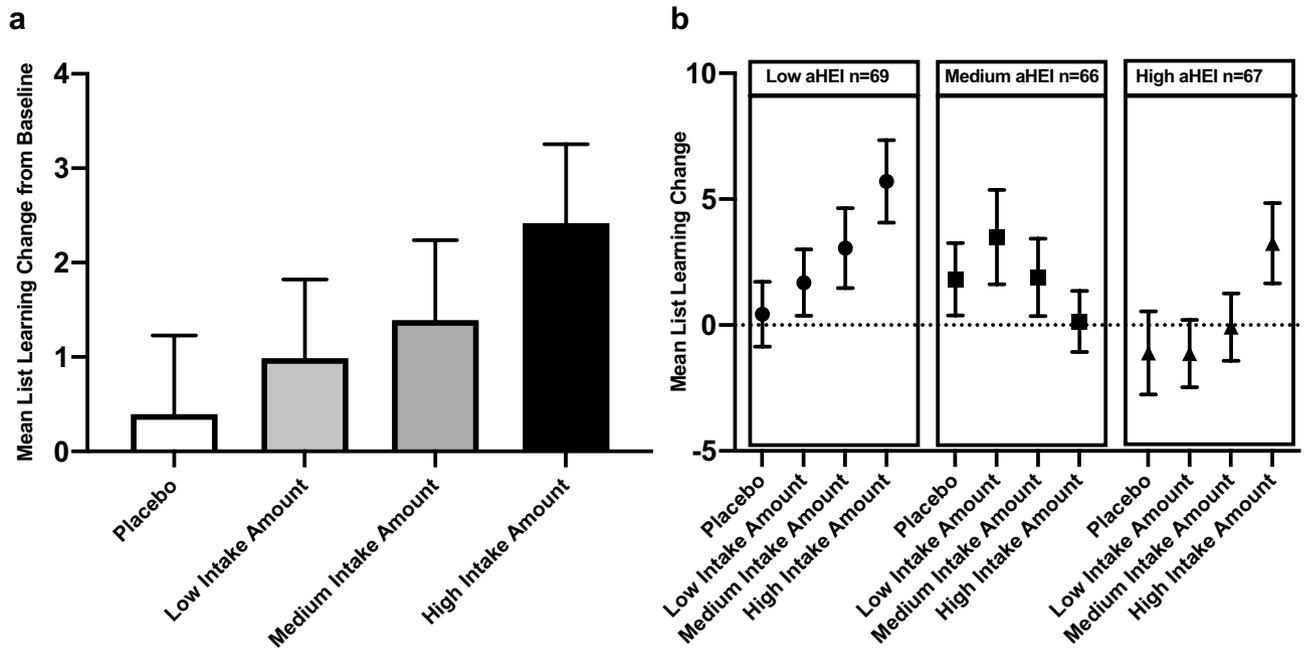 a
Mean List Learning Change from Baseline
4
3
2
1
0
Placebo
Low Intake Amount
Medium Intake Amount
High Intake Amount
b
Mean List Learning Change
10
5
0
-5
Low aHEI n=69
Medium aHEI n=66
High aHEI n=67
Placebo
Low Intake Amount
Medium Intake Amount
High Intake Amount
Placebo
Low Intake Amount
Medium Intake Amount
High Intake Amount
Placebo
Low Intake Amount
Medium Intake Amount
High Intake Amount